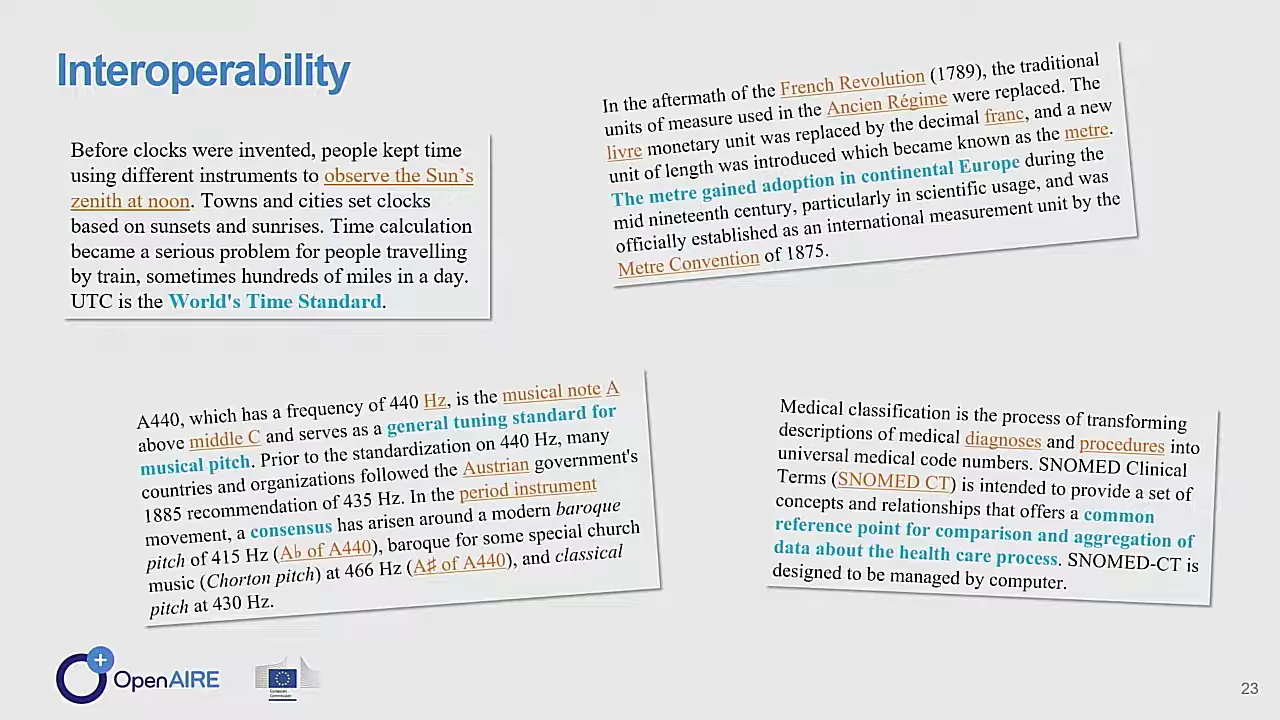 Interoperability
Before clocks were invented, people kept time
using different instruments to observe the Sun's
zenith at noon. Towns and cities set clocks
based on sunsets and sunrises. Time calculation
became a serious problem for people travelling
by train, sometimes hundreds of miles in a day.
UTC is the World's Time Standard.
In the aftermath of the French Revolution (1789), the traditional
units of measure used in the Ancien Régime were replaced. The
livre monetary unit was replaced by the decimal franc, and a new
unit of length was introduced which became known as the metre.
The metre gained adoption in continental Europe during the
mid nineteenth century, particularly in scientific usage, and was
officially established as an international measurement unit by the
Metre Convention of 1875.
A440, which has a frequency of 440 Hz, is the musical note A
above middle C and serves as a general tuning standard for
musical pitch. Prior to the standardization on 440 Hz, many
countries and organizations followed the Austrian government's
1885 recommendation of 435 Hz. In the period instrument
movement, a consensus has arisen around a modern baroque
pitch of 415 Hz (A♭ of A440), baroque for some special church
music (Chorton pitch) at 466 Hz (A♯ of A440), and classical
pitch at 430 Hz.
Medical classification is the process of transforming
descriptions of medical diagnoses and procedures into
universal medical code numbers. SNOMED Clinical
Terms (SNOMED CT) is intended to provide a set of
concepts and relationships that offers a common
reference point for comparison and aggregation of
data about the health care process. SNOMED-CT is
designed to be managed by computer.
OpenAIRE
European
Commission
23